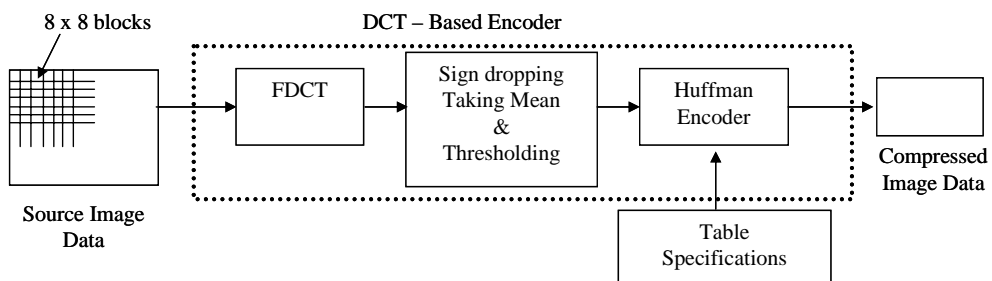 8 x 8 blocks
DCT – Based Encoder
FDCT
Sign dropping
Taking Mean
&
Thresholding
Huffman
Encoder
Compressed
Image Data
Source Image
Data
Table
Specifications